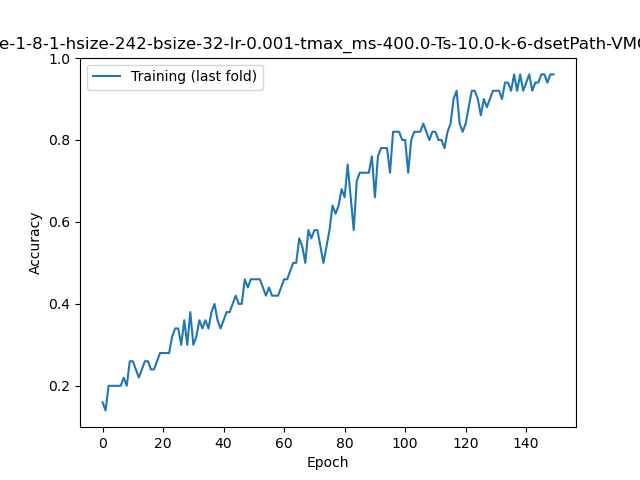 e-1-8-1-hsize-242-bsize-32-lr-0.001-tmax_ms-400.0-Ts-10.0-k-6-dsetPath-VMC
Training (last fold)
1.0
0.8
0.6
0.4
0.2
Accuracy
0 20 40 60 80 100 120 140
Epoch